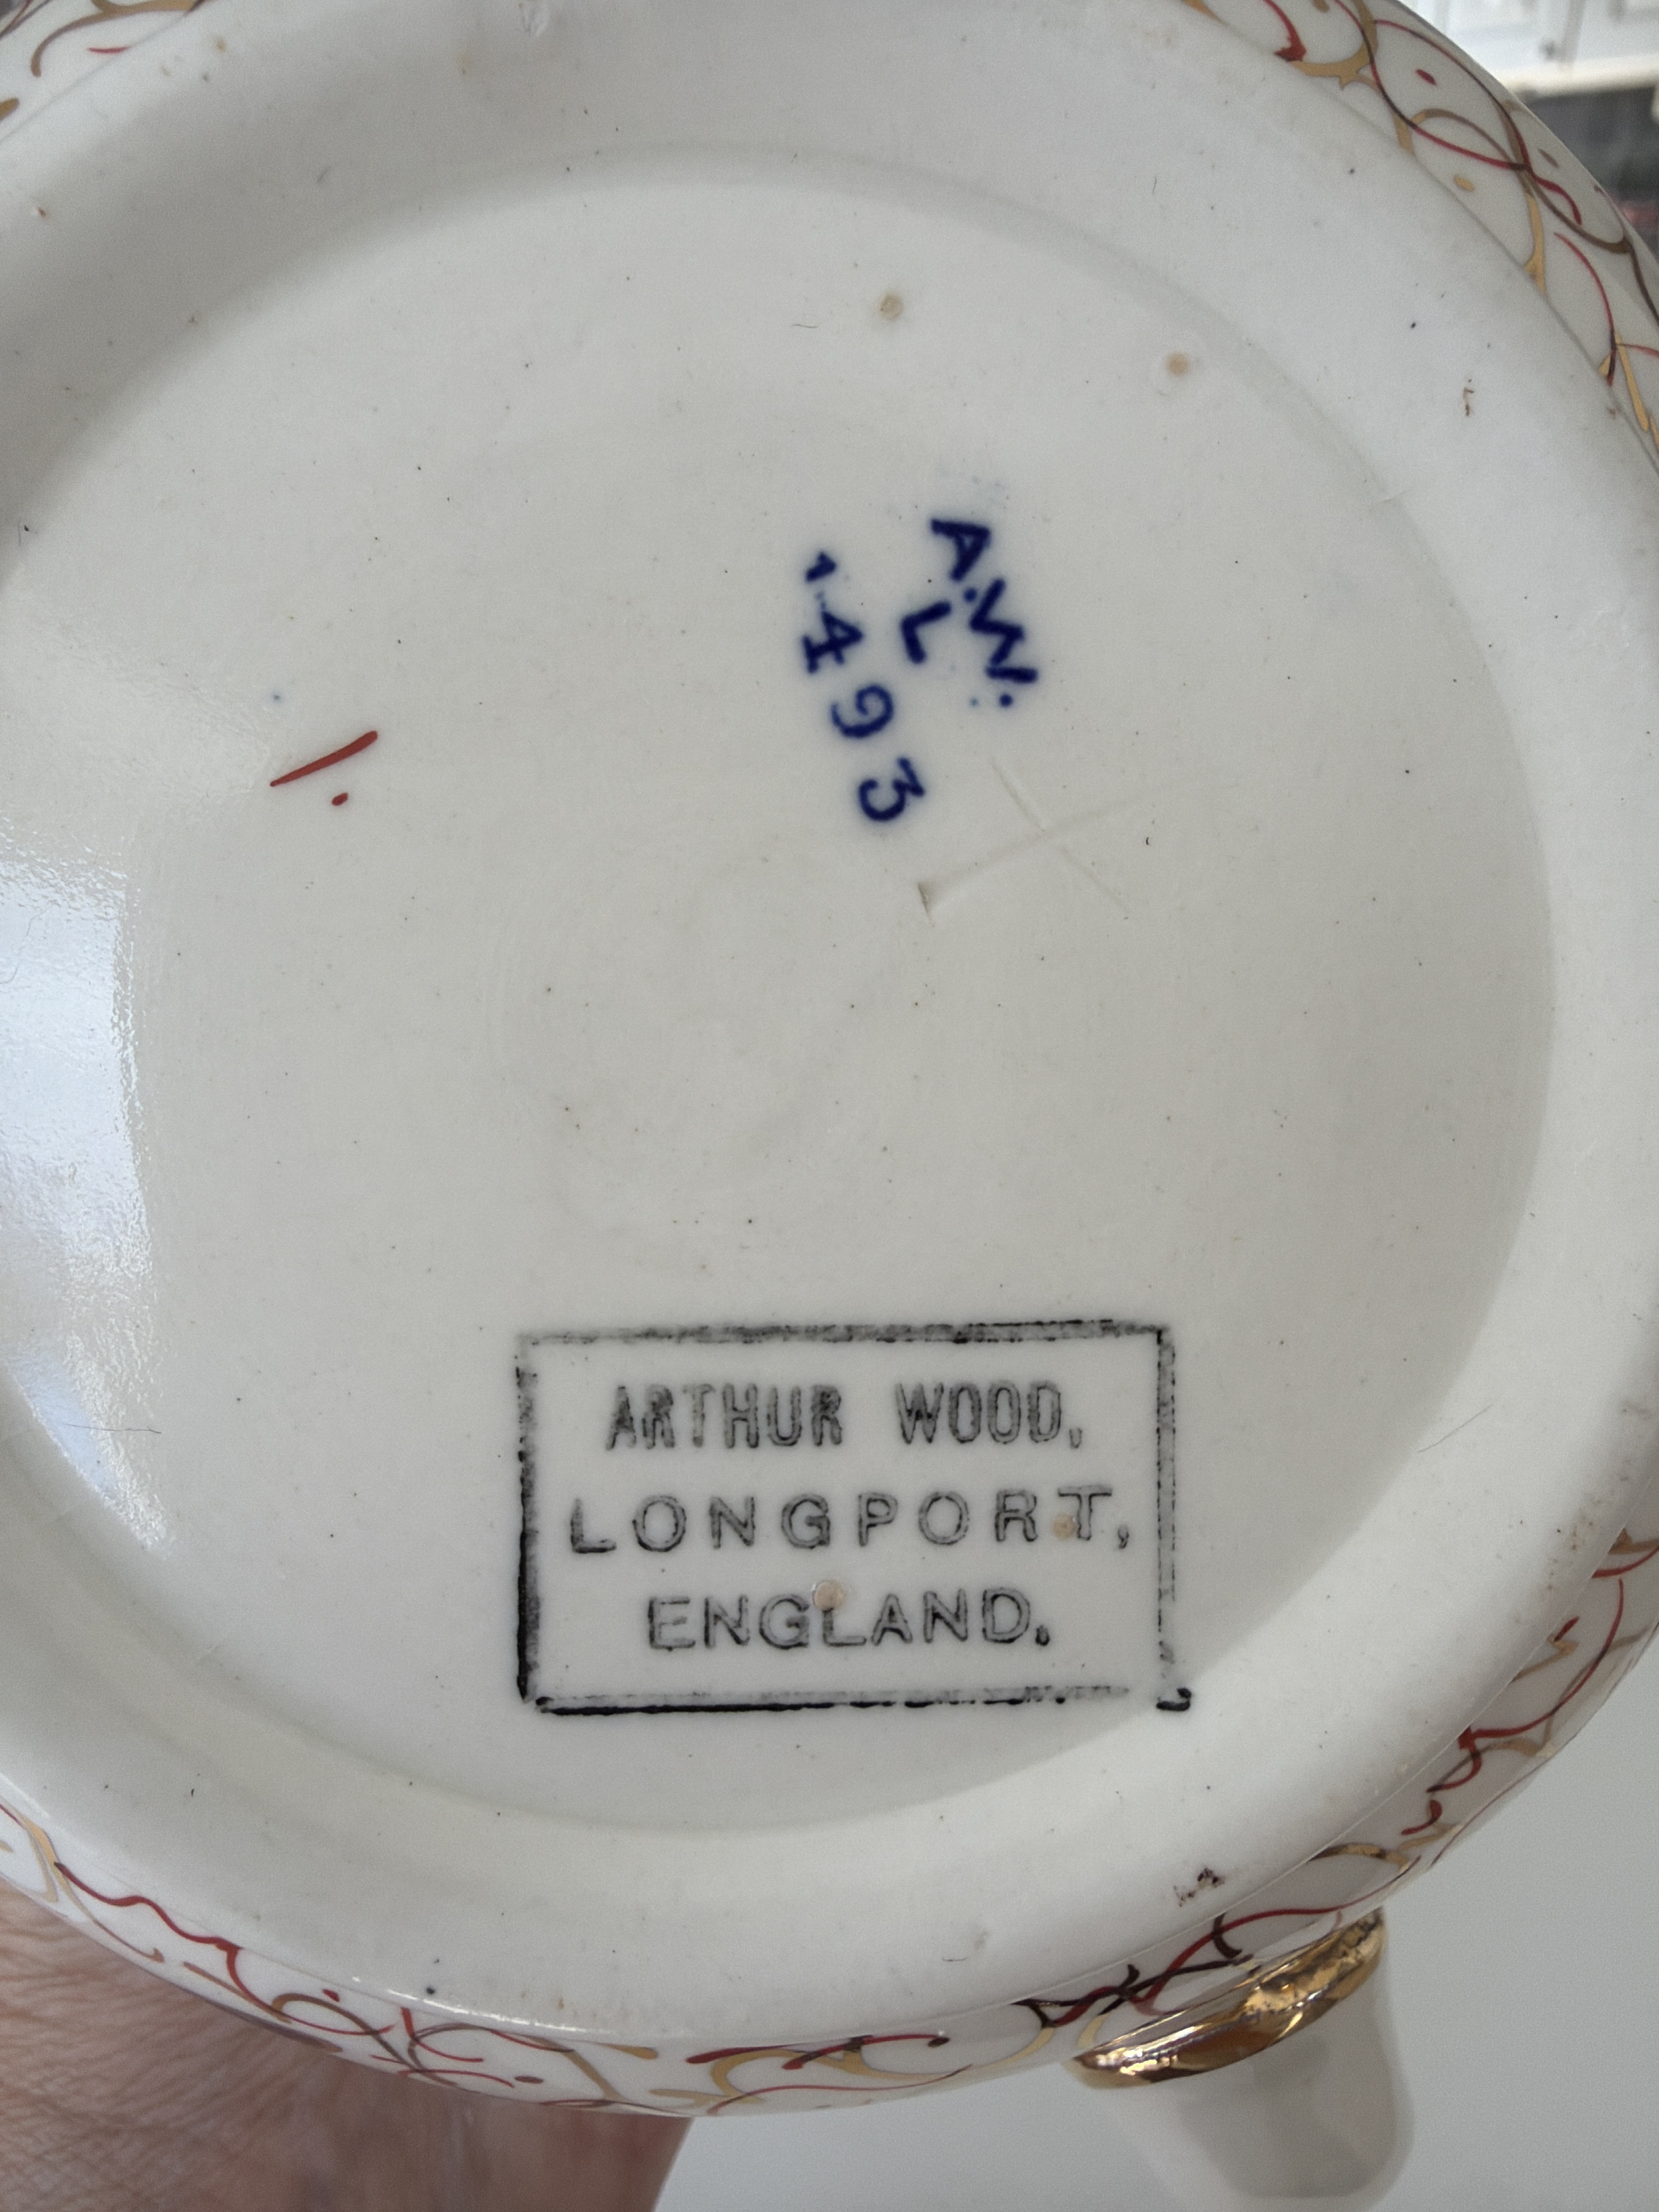 A.W.
L
1493
1.
ARTHUR WOOD,
LONGPORT,
ENGLAND.